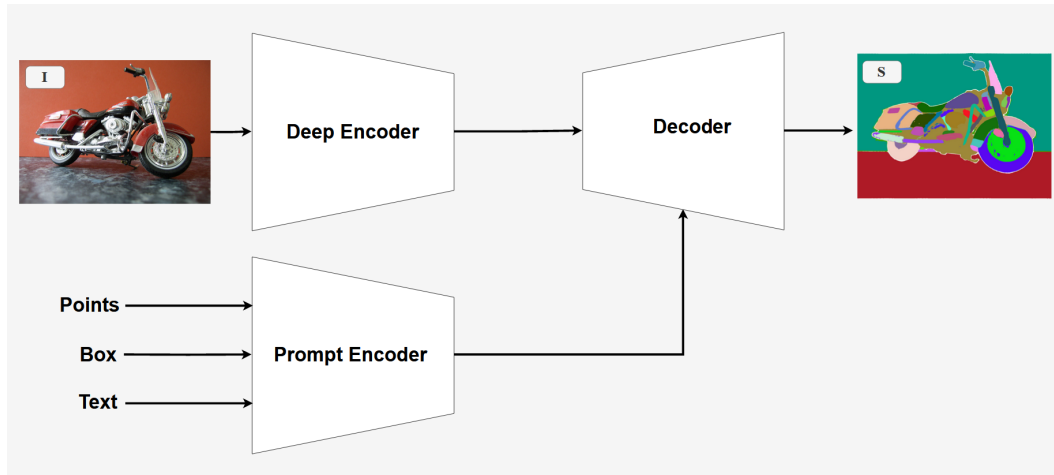 I
S
Deep Encoder
Decoder
Points
Box
Prompt Encoder
Text